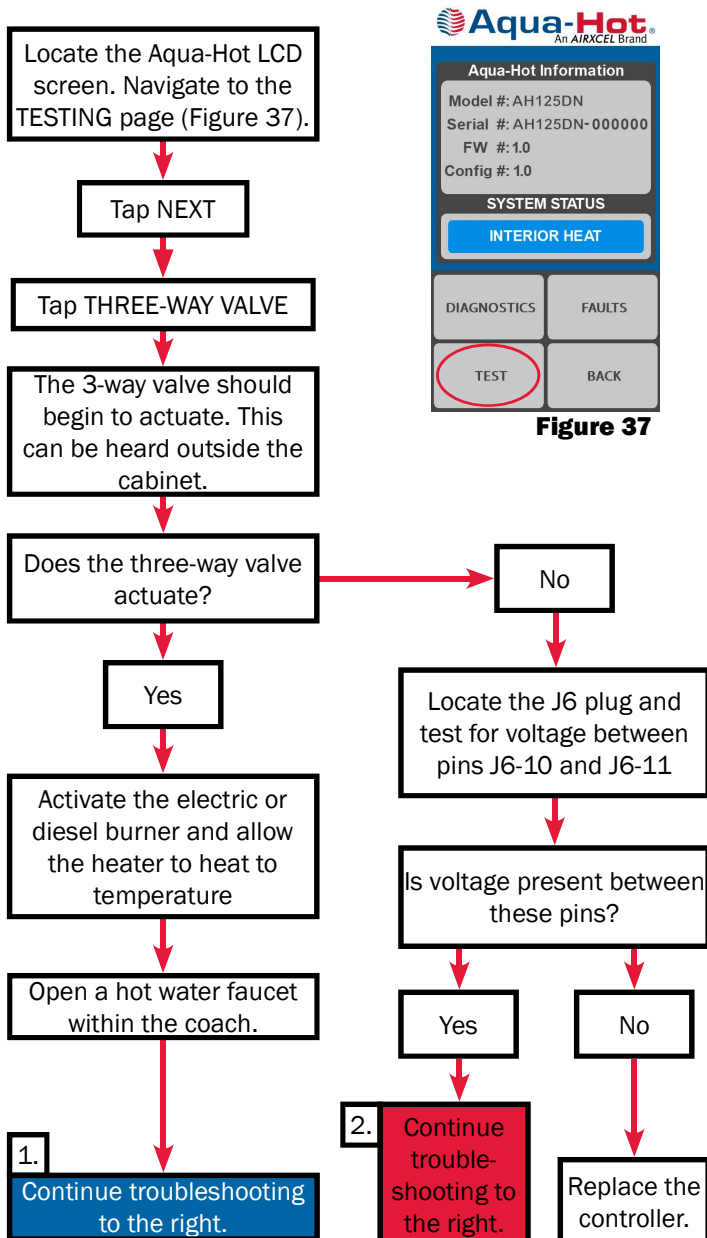 Locate the Aqua-Hot LCD
screen. Navigate to the
TESTING page (Figure 37).
Tap NEXT
Tap THREE-WAY VALVE
The 3-way valve should
begin to actuate. This
can be heard outside the
cabinet.
Does the three-way valve
actuate?
Yes
Activate the electric or
diesel burner and allow
the heater to heat to
temperature
Open a hot water faucet
within the coach.
1.
Continue troubleshooting
to the right.
Aqua-Hot®
An AIRXCEL Brand
Aqua-Hot Information
Model #: AH125DN
Serial #: AH125DN-000000
FW #: 1.0
Config #: 1.0
SYSTEM STATUS
INTERIOR HEAT
DIAGNOSTICS
FAULTS
TEST
BACK
Figure 37
No
Locate the J6 plug and
test for voltage between
pins J6-10 and J6-11
Is voltage present between
these pins?
Yes
2.
Continue
trouble-
shooting to
the right.
No
Replace the
controller.